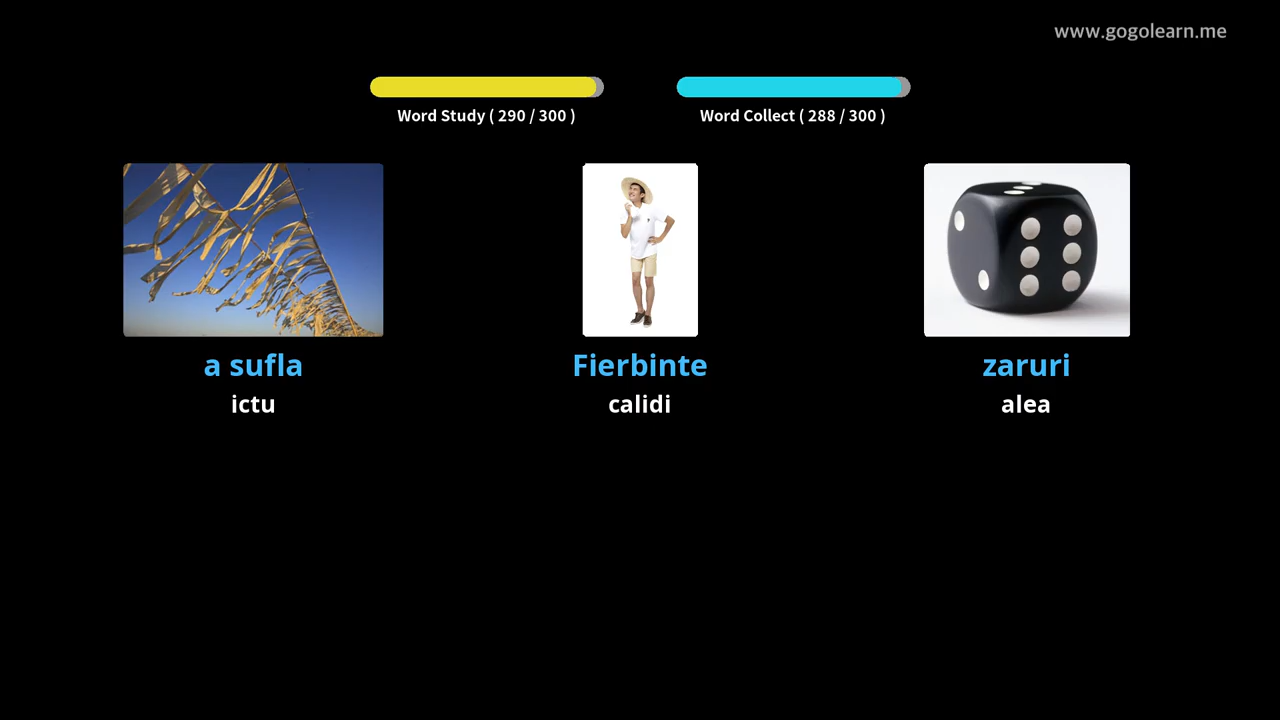 www.gogolearn.me
Word Study ( 290 / 300 )
Word Collect ( 288 / 300 )
a sufla
ictu
Fierbinte
calidi
zaruri
alea